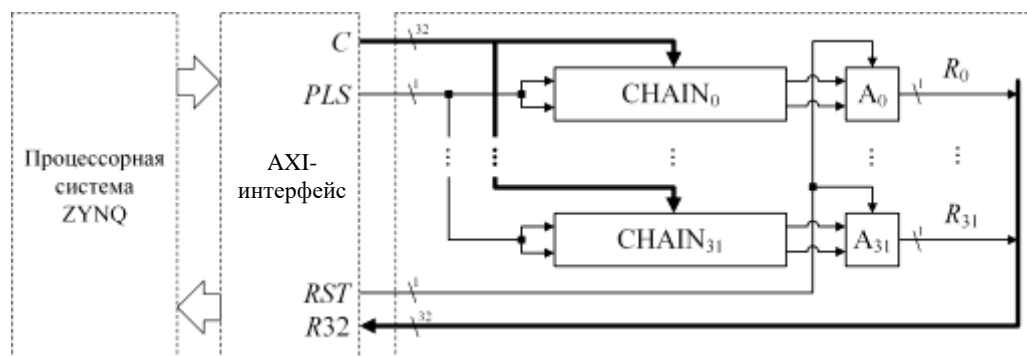 Процессорная
система
ZYNQ
AXI-
интерфейс
C
32
PLS
1
CHAIN0
A0
1
R0
...
...
...
...
...
CHAIN31
A31
1
R31
RST
1
R32
32